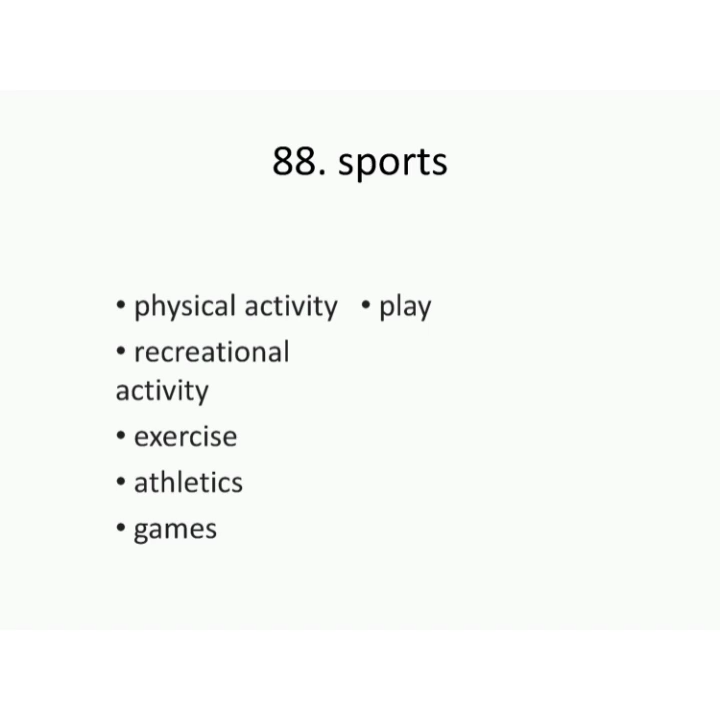 88. sports
• physical activity
• recreational
activity
• exercise
• athletics
• games
• play